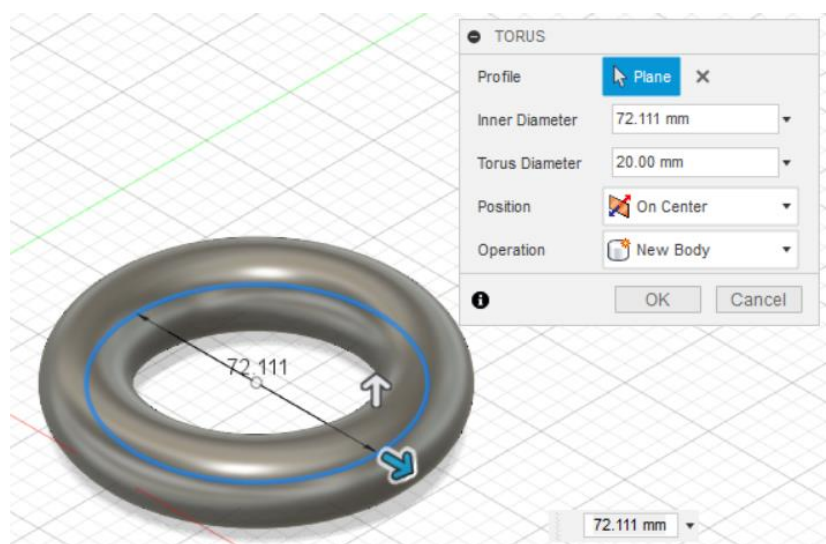 TORUS
Profile Plane
Inner Diameter 72.111 mm
Torus Diameter 20.00 mm
Position On Center
Operation New Body
OK Cancel
72.111
72.111 mm